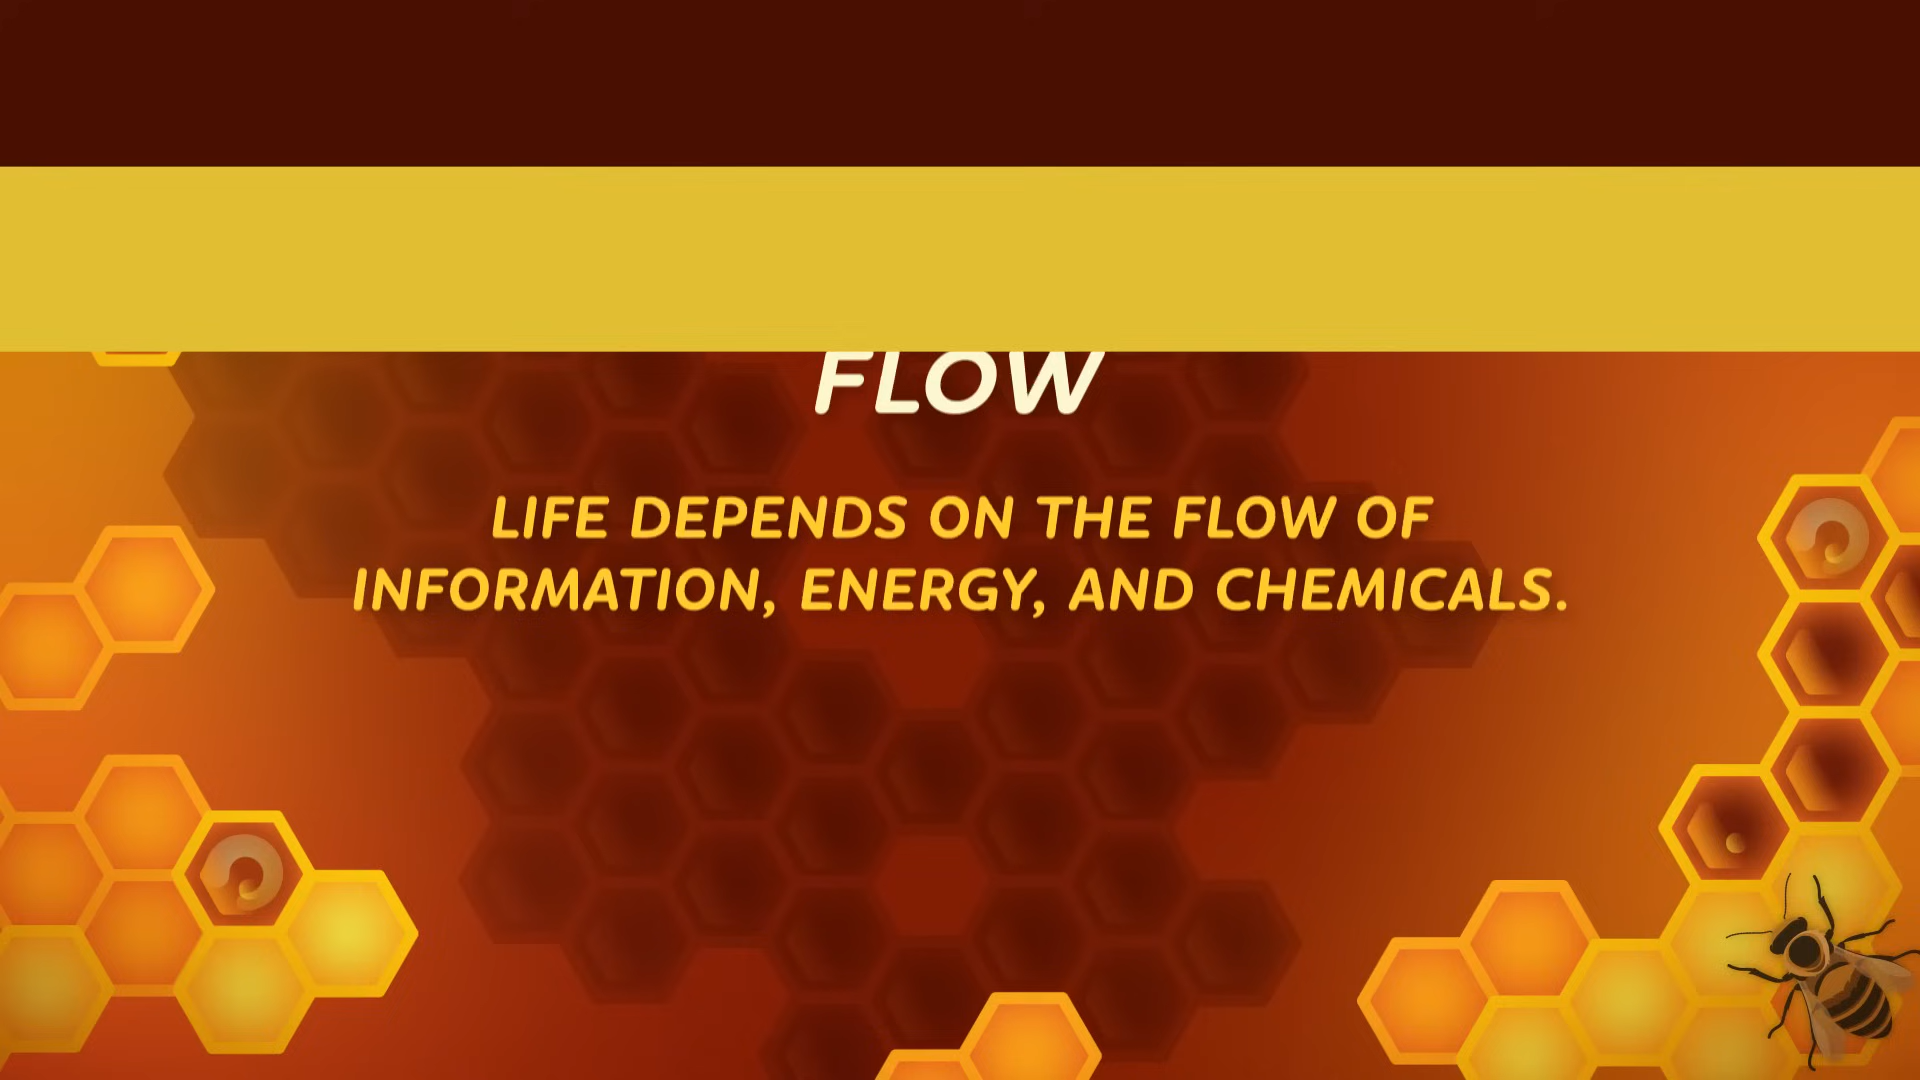 FLOW
LIFE DEPENDS ON THE FLOW OF
INFORMATION, ENERGY, AND CHEMICALS.